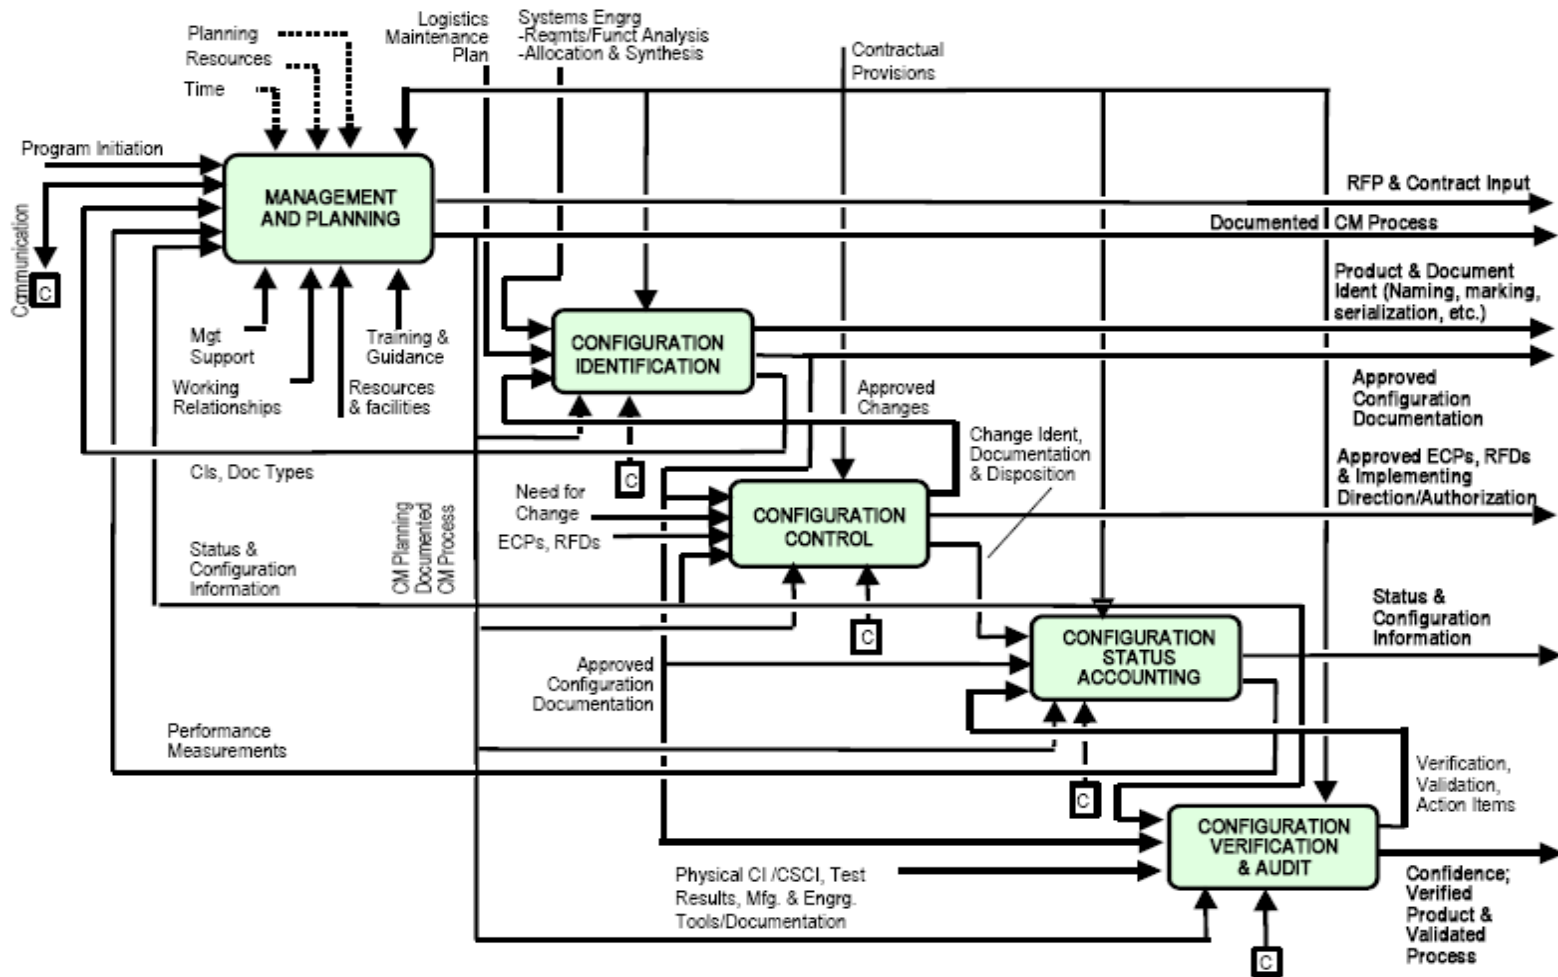 Planning
Resources
Time
Logistics
Maintenance
Plan
Systems Engrg
-Reqmts/Funct Analysis
-Allocation & Synthesis
Contractual
Provisions
Program Initiation
Communication
C
MANAGEMENT
AND PLANNING
RFP & Contract Input
Documented CM Process
Product & Document
Ident (Naming, marking,
serialization, etc.)
Mgt
Support
Training &
Guidance
Working
Relationships
Resources
& facilities
CONFIGURATION
IDENTIFICATION
Approved
Configuration
Documentation
Approved
Changes
Change Ident,
Documentation
& Disposition
CIs, Doc Types
C
Need for
Change
ECPs, RFDs
CONFIGURATION
CONTROL
Approved ECPs, RFDs
& Implementing
Direction/Authorization
CM Planning
Documented
CM Process
Status &
Configuration
Information
C
CONFIGURATION
STATUS
ACCOUNTING
Status &
Configuration
Information
Approved
Configuration
Documentation
Performance
Measurements
C
Verification,
Validation,
Action Items
CONFIGURATION
VERIFICATION
& AUDIT
Physical CI /CSCI, Test
Results, Mfg. & Engrg.
Tools/Documentation
Confidence;
Verified
Product &
Validated
Process
C